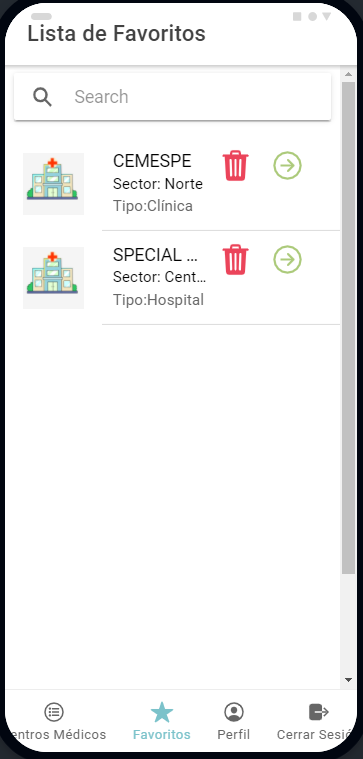 Lista de Favoritos
Search
CEMESPE
Sector: Norte
Tipo:Clínica
SPECIAL ...
Sector: Cent...
Tipo:Hospital
entros Médicos Favoritos Perfil Cerrar Sesió